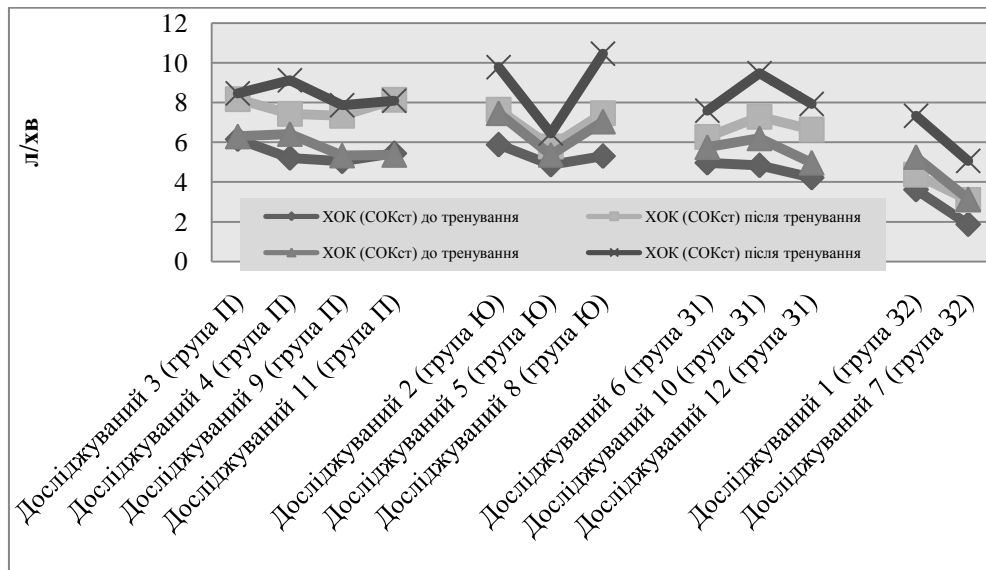 12
10
8
6
4
2
0
л/хв
ХОК (СОКст) до тренування
ХОК (СОКст) після тренування
ХОК (СОКст) до тренування
ХОК (СОКст) після тренування
Досліджуваний 3 (група П)
Досліджуваний 4 (група П)
Досліджуваний 9 (група П)
Досліджуваний 11 (група П)
Досліджуваний 2 (група Ю)
Досліджуваний 5 (група Ю)
Досліджуваний 8 (група Ю)
Досліджуваний 6 (група З1)
Досліджуваний 10 (група З1)
Досліджуваний 12 (група З1)
Досліджуваний 1 (група З2)
Досліджуваний 7 (група З2)